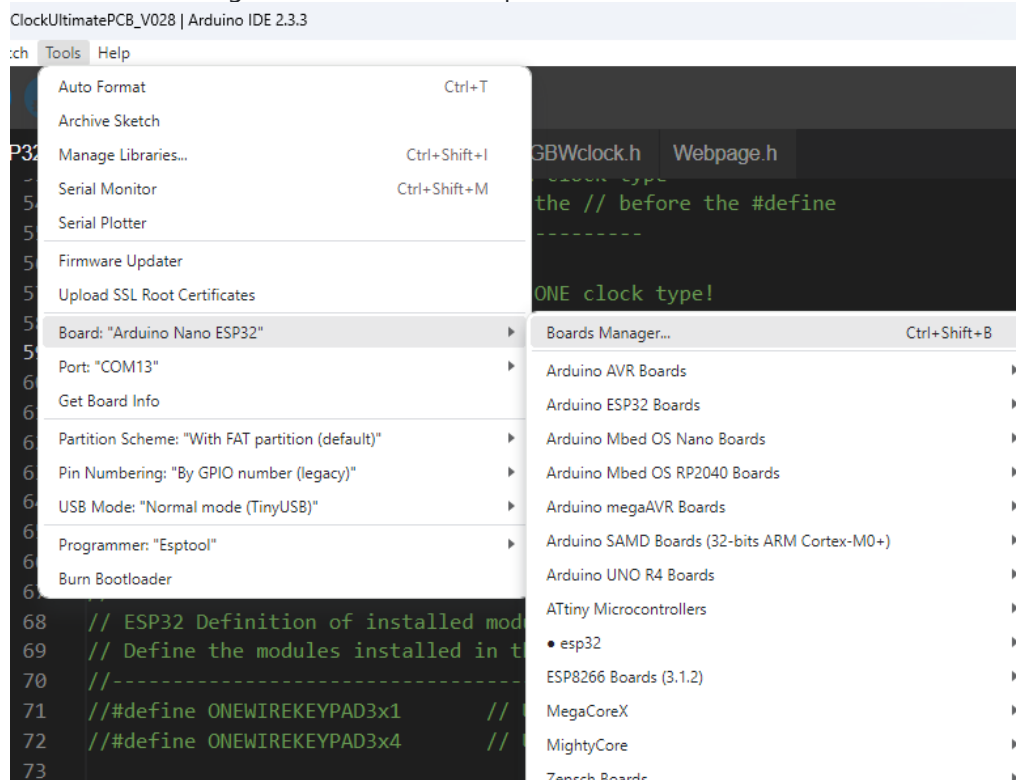 ClockUltimatePCB_V028 | Arduino IDE 2.3.3
Tools Help
Auto Format Ctrl+T
Archive Sketch
Manage Libraries... Ctrl+Shift+I
Serial Monitor Ctrl+Shift+M
Serial Plotter
Firmware Updater
Upload SSL Root Certificates
Board: "Arduino Nano ESP32"
Port: "COM13"
Get Board Info
Partition Scheme: "With FAT partition (default)"
Pin Numbering: "By GPIO number (legacy)"
USB Mode: "Normal mode (TinyUSB)"
Programmer: "Esptool"
Burn Bootloader
GBWclock.h Webpage.h
the // before the #define
---------
ONE clock type!
Boards Manager... Ctrl+Shift+B
Arduino AVR Boards
Arduino ESP32 Boards
Arduino Mbed OS Nano Boards
Arduino Mbed OS RP2040 Boards
Arduino megaAVR Boards
Arduino SAMD Boards (32-bits ARM Cortex-M0+)
Arduino UNO R4 Boards
ATtiny Microcontrollers
• esp32
ESP8266 Boards (3.1.2)
MegaCoreX
MightyCore
Zensch Boards
68 // ESP32 Definition of installed mod
69 // Define the modules installed in t
70 //-----------------------------------
71 //#define ONEWIREKEYPAD3x1 //
72 //#define ONEWIREKEYPAD3x4 //
73